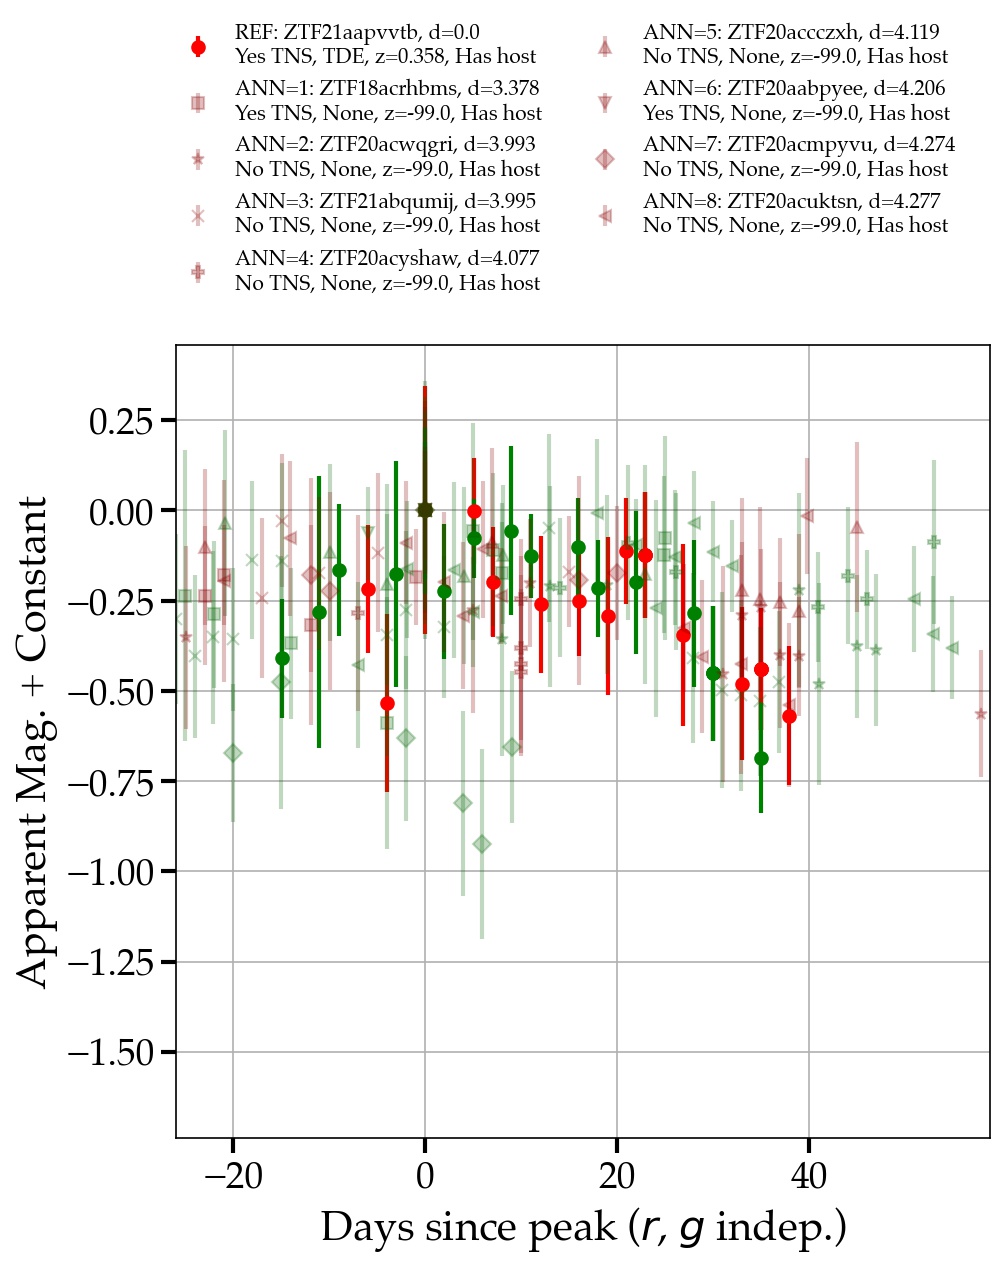 REF: ZTF21aapvvtb, d=0.0
Yes TNS, TDE, z=0.358, Has host
ANN=1: ZTF18acrhbms, d=3.378
Yes TNS, None, z=-99.0, Has host
ANN=2: ZTF20acwqgri, d=3.993
No TNS, None, z=-99.0, Has host
ANN=3: ZTF21abqumij, d=3.995
No TNS, None, z=-99.0, Has host
ANN=4: ZTF20acyshaw, d=4.077
No TNS, None, z=-99.0, Has host
ANN=5: ZTF20accczxh, d=4.119
No TNS, None, z=-99.0, Has host
ANN=6: ZTF20aabpyee, d=4.206
Yes TNS, None, z=-99.0, Has host
ANN=7: ZTF20acmpyvu, d=4.274
No TNS, None, z=-99.0, Has host
ANN=8: ZTF20acuktsn, d=4.277
No TNS, None, z=-99.0, Has host
Apparent Mag. + Constant
0.25
0.00
−0.25
−0.50
−0.75
−1.00
−1.25
−1.50
−20 0 20 40
Days since peak (r, g indep.)